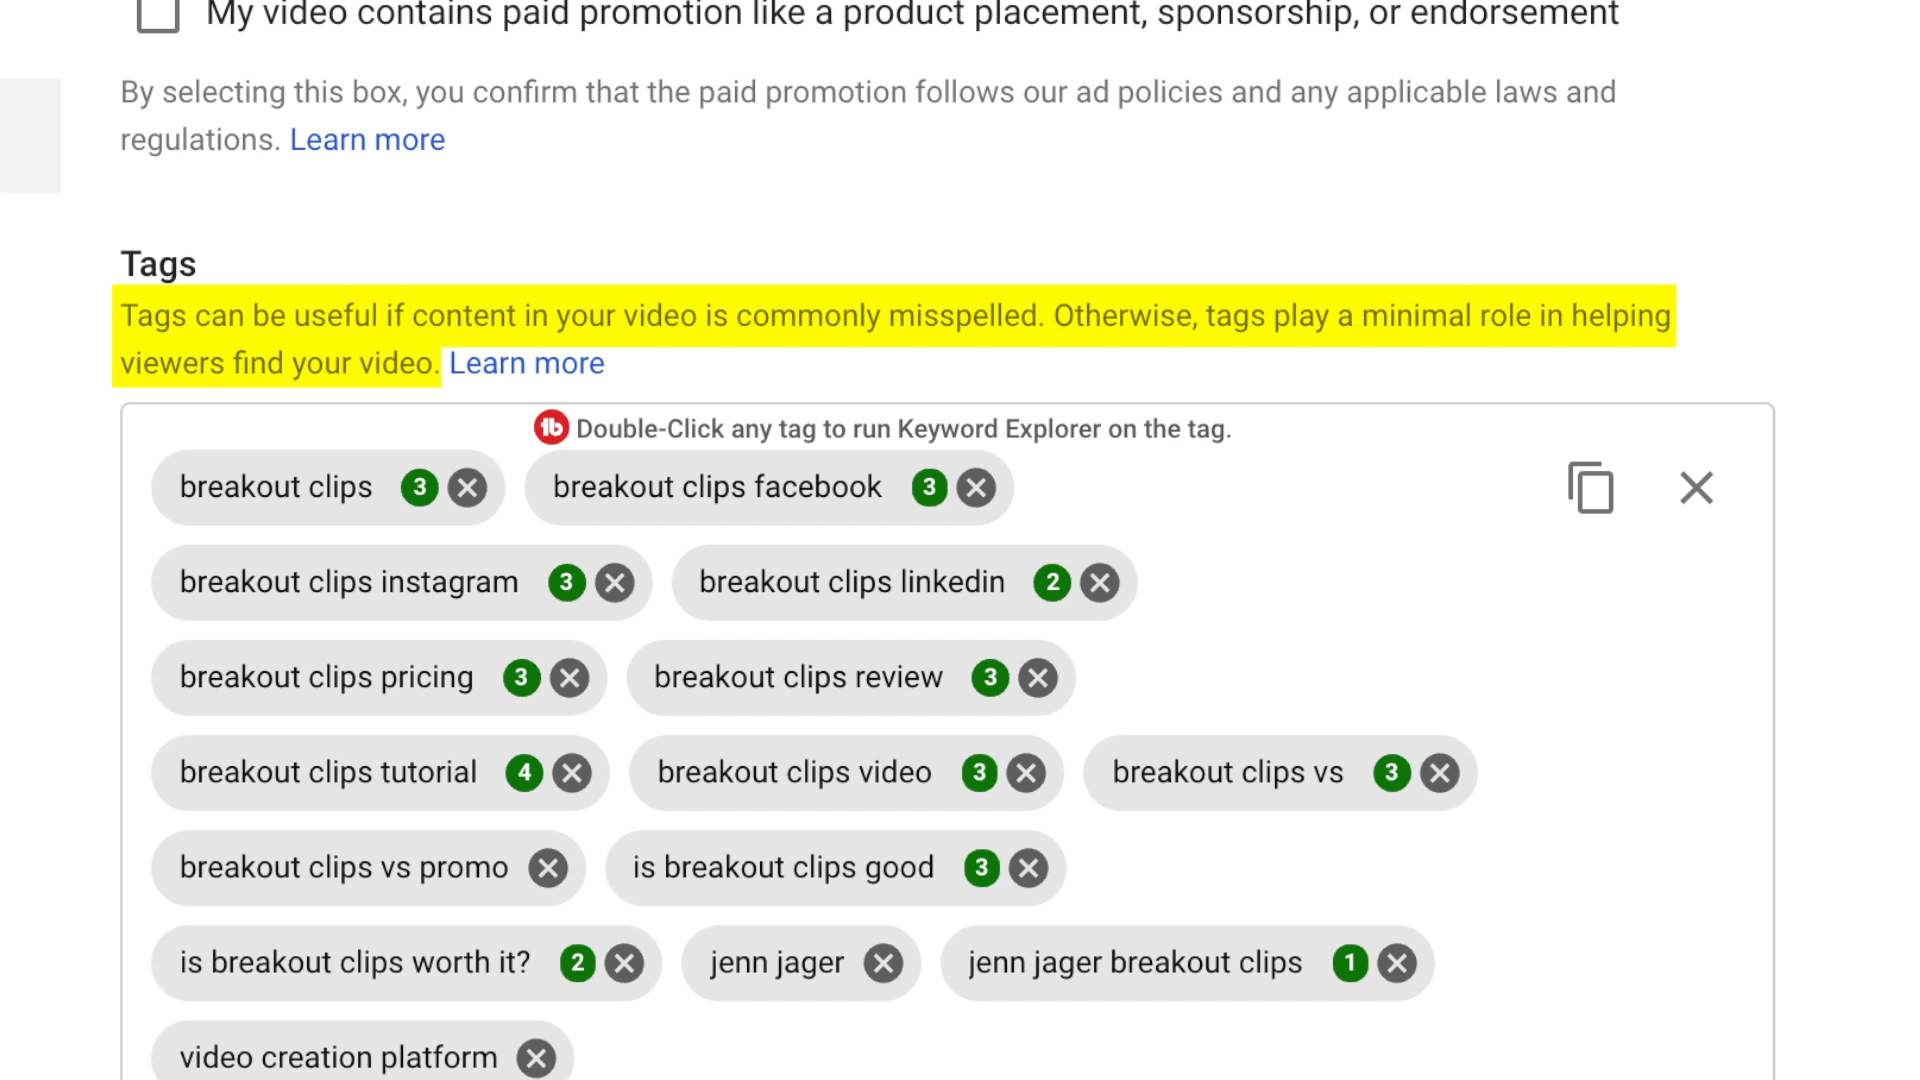 My video contains paid promotion like a product placement, sponsorship, or endorsement
By selecting this box, you confirm that the paid promotion follows our ad policies and any applicable laws and
regulations. Learn more
Tags
Tags can be useful if content in your video is commonly misspelled. Otherwise, tags play a minimal role in helping
viewers find your video. Learn more
tb Double-Click any tag to run Keyword Explorer on the tag.
breakout clips 3 breakout clips facebook 3
breakout clips instagram 3 breakout clips linkedin 2
breakout clips pricing 3 breakout clips review 3
breakout clips tutorial 4 breakout clips video 3 breakout clips vs 3
breakout clips vs promo is breakout clips good 3
is breakout clips worth it? 2 jenn jager jenn jager breakout clips 1
video creation platform